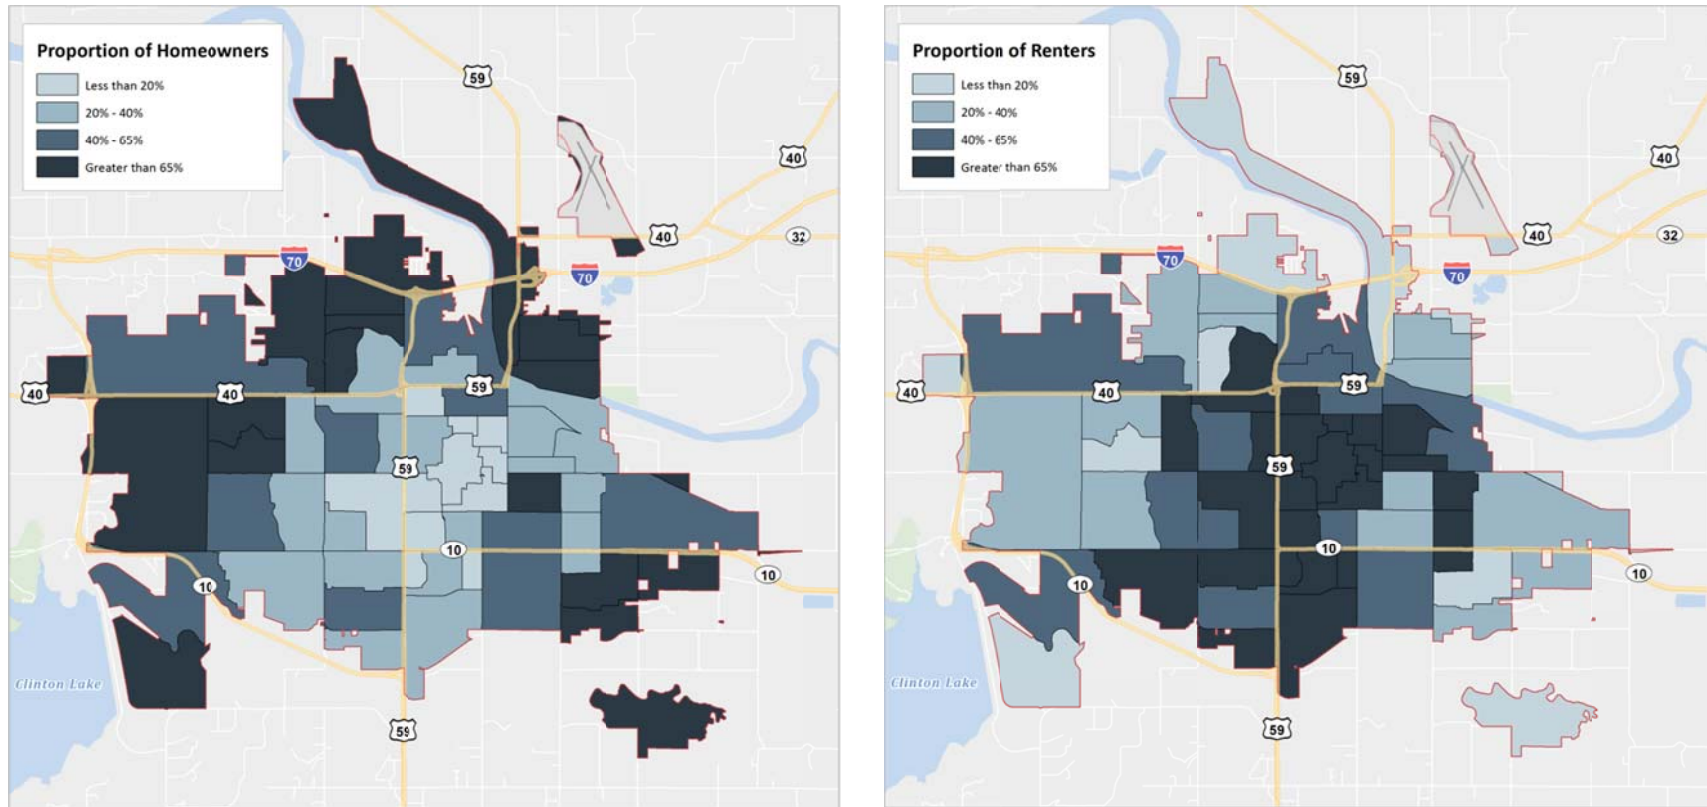 Proportion of Homeowners
Less than 20%
20% - 40%
40% - 65%
Greater than 65%
59
40
40
32
70
70
40
40
59
59
10
10
10
Clinton Lake
59
Proportion of Renters
Less than 20%
20% - 40%
40% - 65%
Greater than 65%
59
40
40
32
70
70
40
40
59
59
10
10
10
Clinton Lake
59